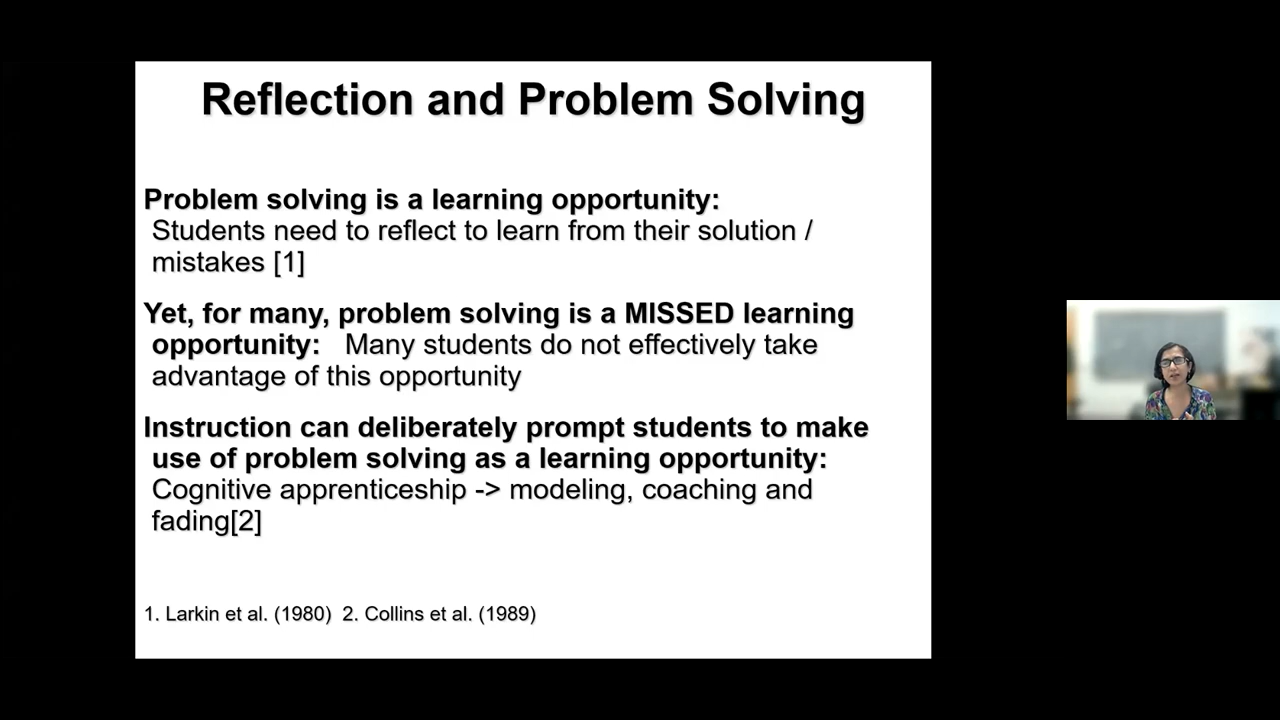 Reflection and Problem Solving
Problem solving is a learning opportunity:
Students need to reflect to learn from their solution /
mistakes [1]
Yet, for many, problem solving is a MISSED learning
opportunity: Many students do not effectively take
advantage of this opportunity
Instruction can deliberately prompt students to make
use of problem solving as a learning opportunity:
Cognitive apprenticeship -> modeling, coaching and
fading[2]
1. Larkin et al. (1980) 2. Collins et al. (1989)